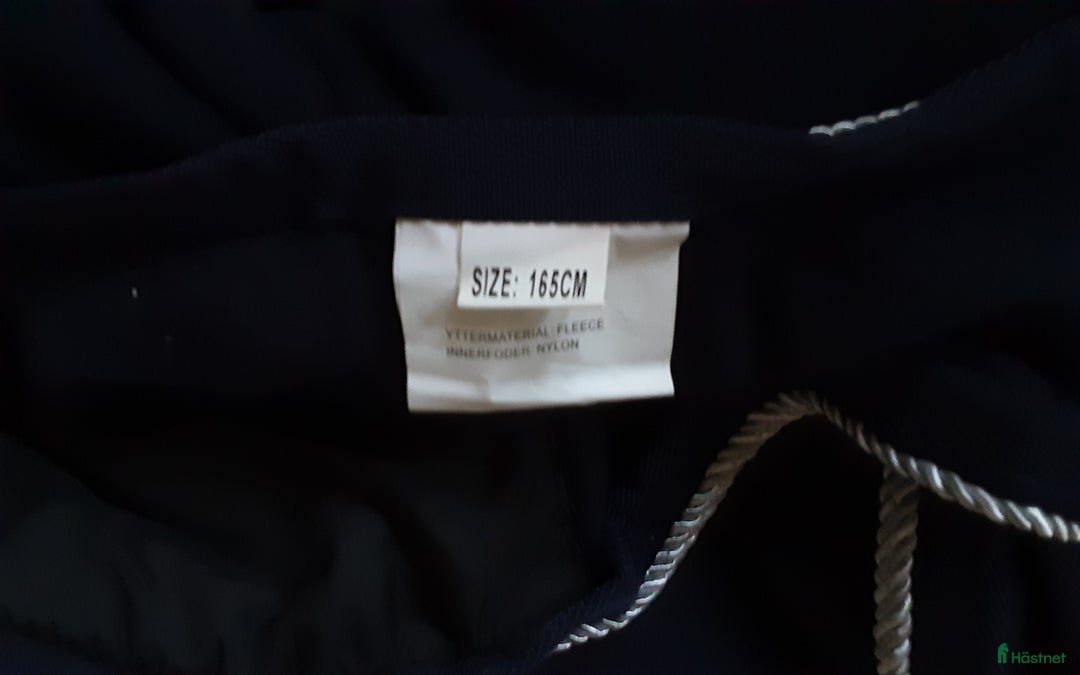 SIZE: 165CM
YTTERMATERIAL: FLEECE
INNERFODER: NYLON
Hästnet